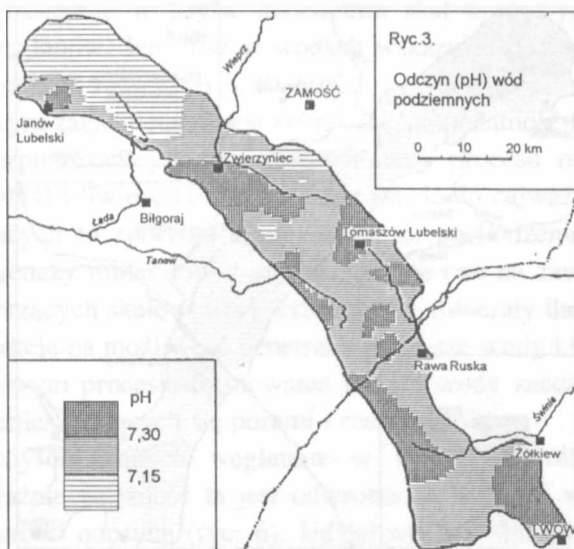 Ryc.3.
Odczyn (pH) wód
podziemnych
0 10 20 km
Wieprz
ZAMOŚĆ
Janów
Lubelski
Zwierzyniec
Łada
Biłgoraj
Tanew
Tomaszów Lubelski
Rawa Ruska
Świnia
Żółkiew
LWÓW
pH
7,30
7,15